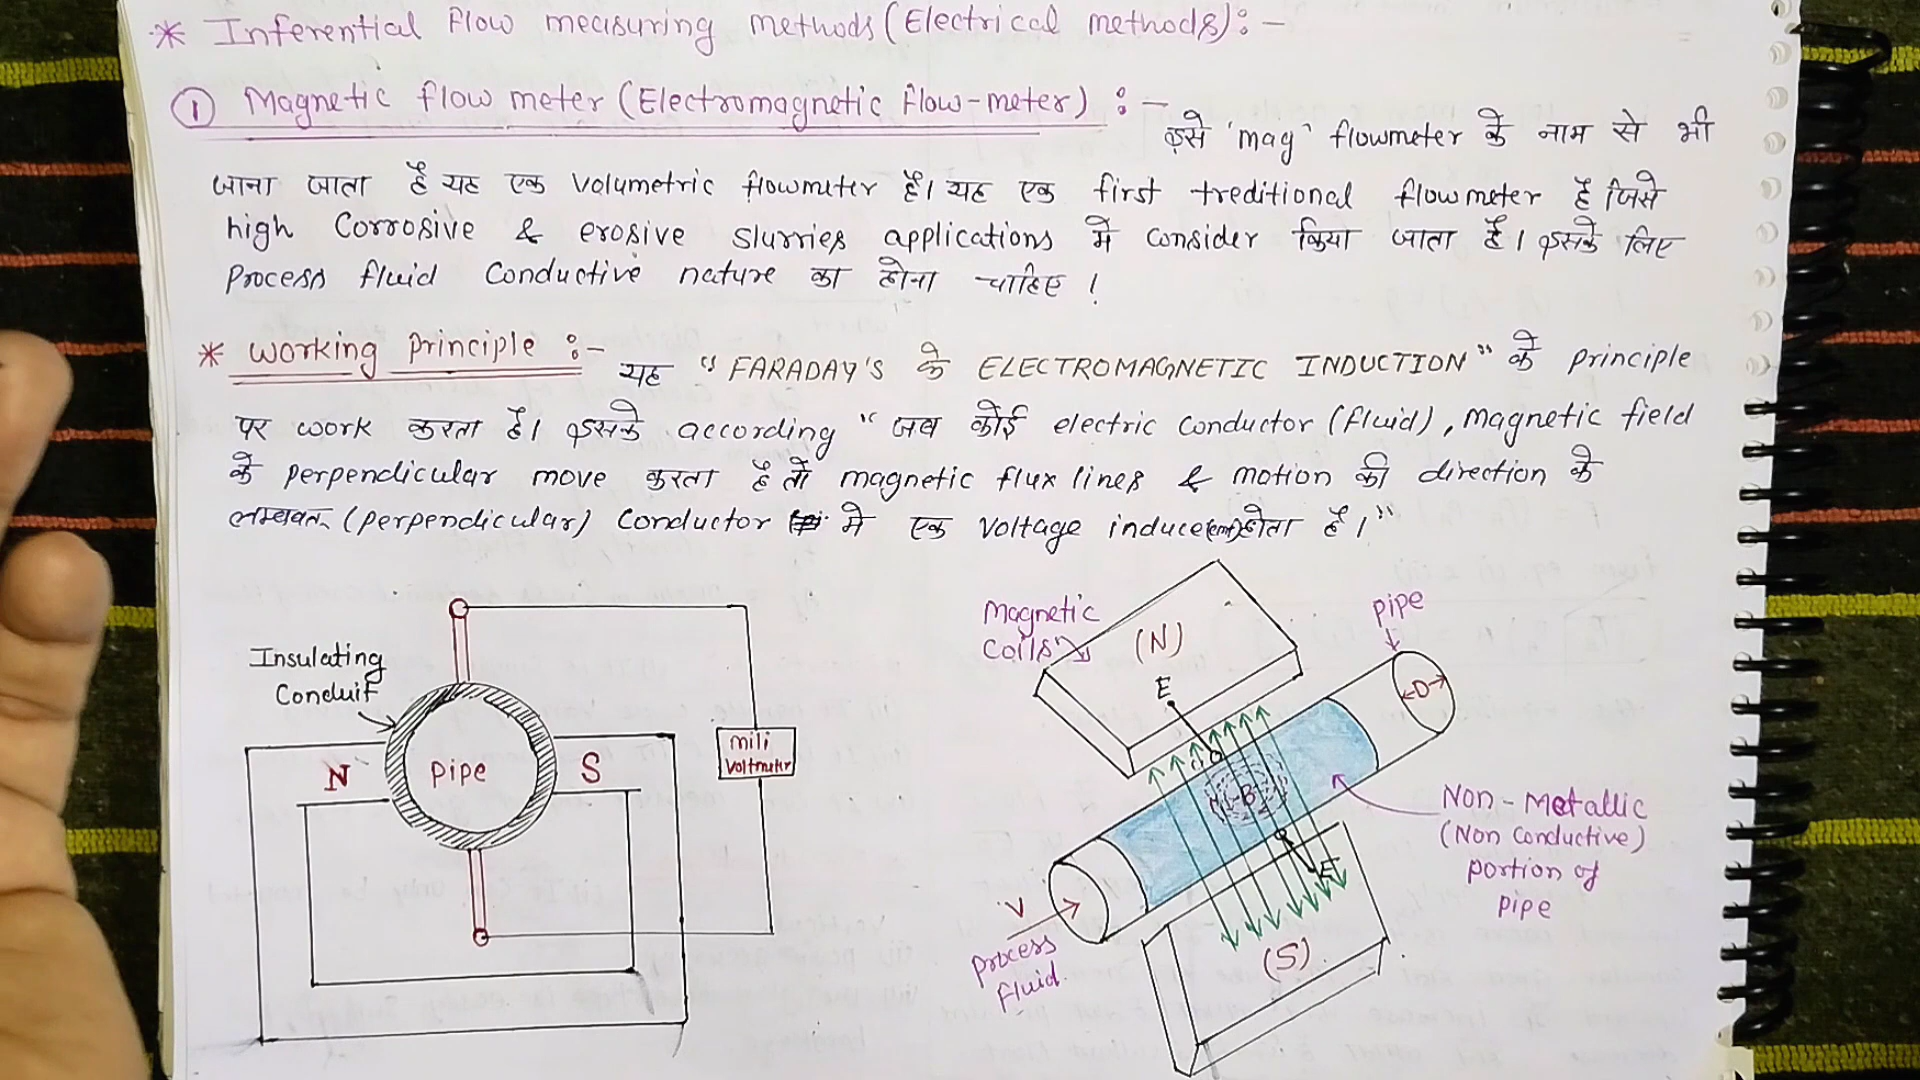 * Inferential Flow measuring methods (Electrical methods) :-
① Magnetic flow meter (Electromagnetic flow-meter) :-
इसे 'mag' flowmeter के नाम से भी
जाना जाता है यह एक volumetric flowmeter है। यह एक first treditional flowmeter है जिसे
high Corrosive & erosive slurries applications में consider किया जाता है। इसके लिए
process fluid conductive nature का होना चाहिए !
* working principle :-
यह "FARADAY'S के ELECTROMAGNETIC INDUCTION" के principle
पर work करता है। इसके according "जब कोई electric conductor (fluid), magnetic field
के perpendicular move करता है तो magnetic flux lines & motion की direction के
लम्बवत् (perpendicular) conductor में एक voltage induce(emf)होता है।"
Insulating
Conduit
N
pipe
S
mili
voltmeter
Magnetic
Coils
(N)
pipe
E
D
B
E
Non-Metallic
(Non Conductive)
portion of
pipe
V
process
fluid.
(S)